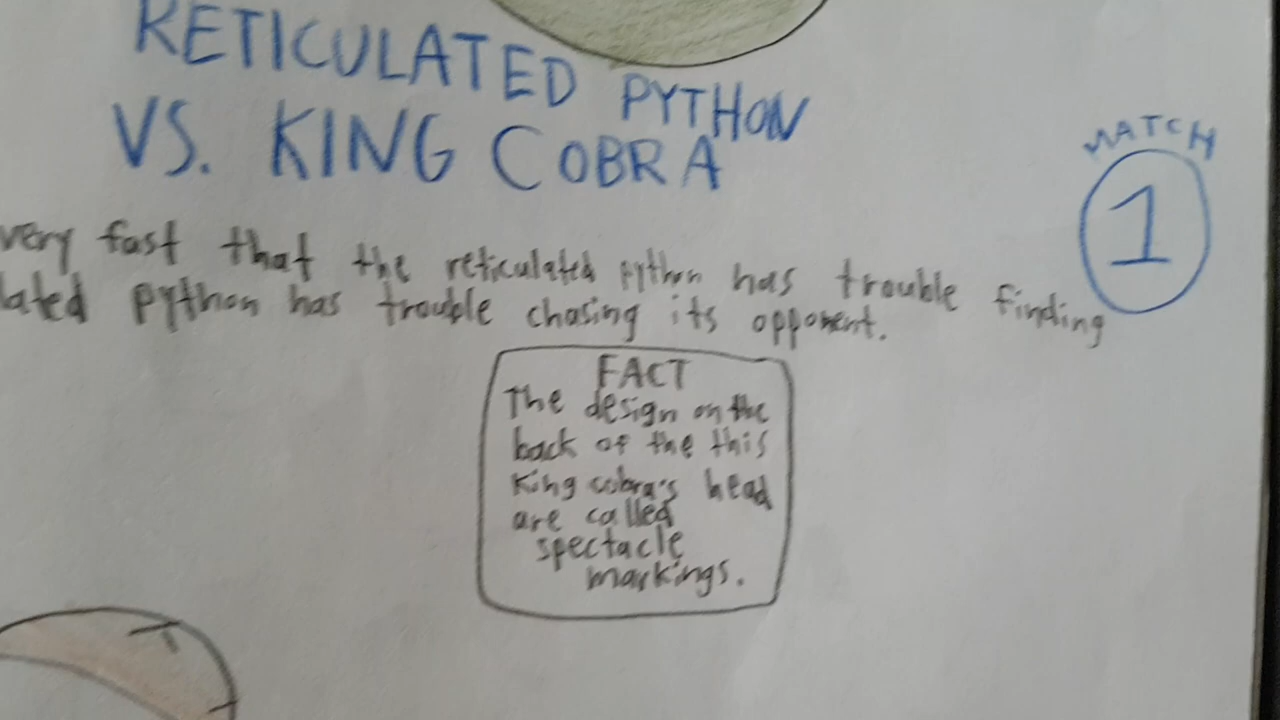 RETICULATED PYTHON
VS. KING COBRA
MATCH
1
very fast that the reticulated python has trouble finding
lated python has trouble chasing its opponent.
FACT
The design on the
back of the this
King cobra's head
are called
spectacle
markings.